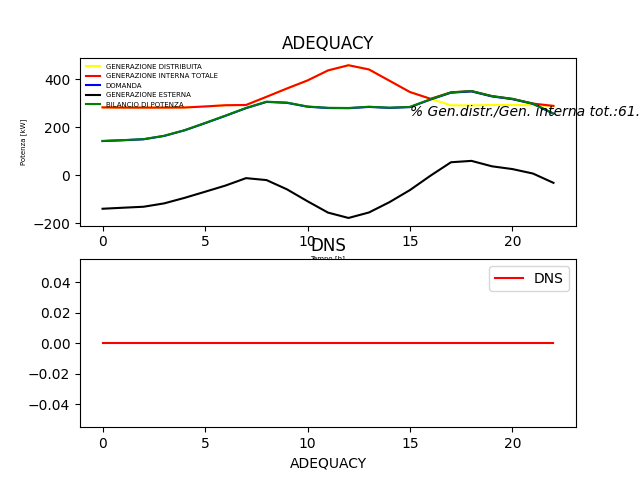 ADEQUACY
GENERAZIONE DISTRIBUITA
GENERAZIONE INTERNA TOTALE
DOMANDA
GENERAZIONE ESTERNA
BILANCIO DI POTENZA
% Gen.distr./Gen. interna tot.:61.
Potenza [kW]
400
200
0
−200
0 5 10 15 20
Tempo [h]
DNS
DNS
0.04
0.02
0.00
−0.02
−0.04
0 5 10 15 20
ADEQUACY